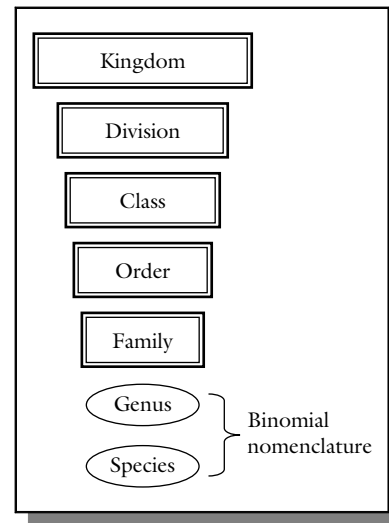 Kingdom
Division
Class
Order
Family
Genus
Species
Binomial
nomenclature